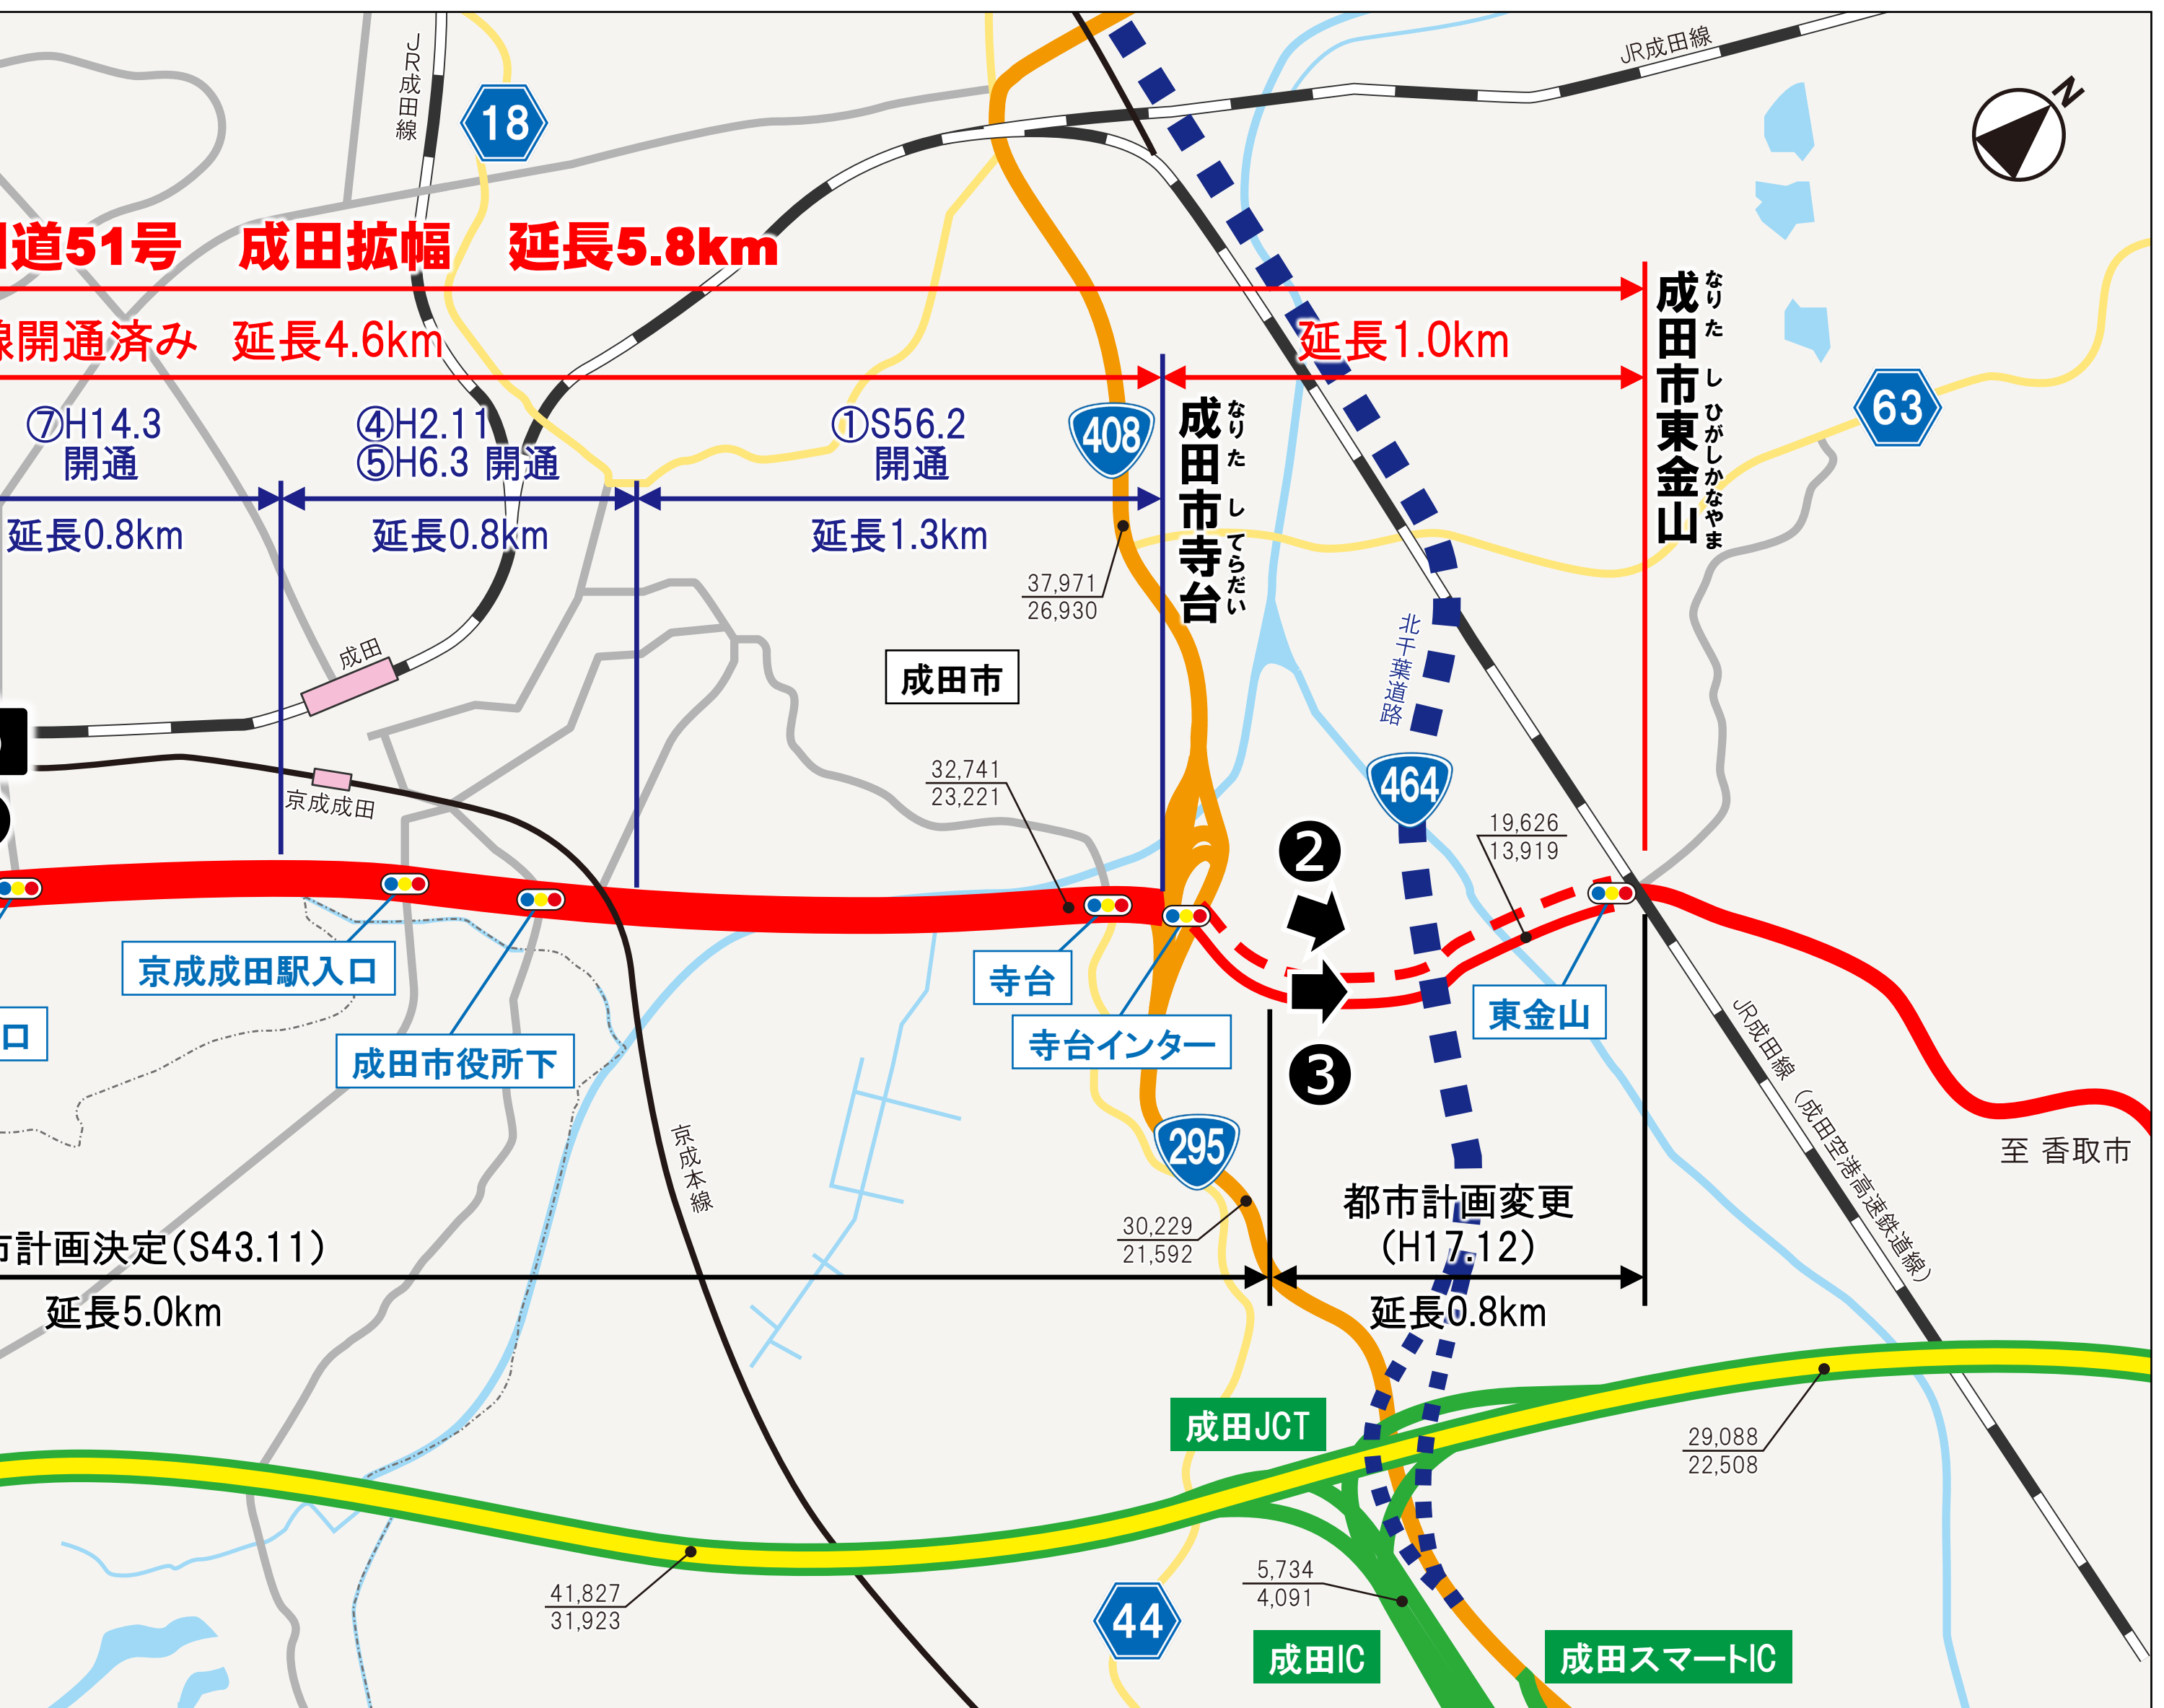 JR成田線
18
JR成田線
N
道51号　成田拡幅　延長5.8km
開通済み　延長4.6km
延長1.0km
なりたしひがしかなやま
成田市東金山
63
⑦H14.3
開通
④H2.11
⑤H6.3 開通
①S56.2
開通
408
なりたしてらだい
成田市寺台
延長0.8km
延長0.8km
延長1.3km
37,971
26,930
北千葉道路
成田
成田市
京成成田
32,741
23,221
464
19,626
13,919
❷
京成成田駅入口
寺台
東金山
口
成田市役所下
寺台インター
❸
JR成田線（成田空港高速鉄道線）
京成本線
295
至 香取市
30,229
21,592
都市計画変更
(H17.12)
計画決定(S43.11)
延長5.0km
延長0.8km
成田JCT
29,088
22,508
41,827
31,923
5,734
4,091
44
成田IC
成田スマートIC